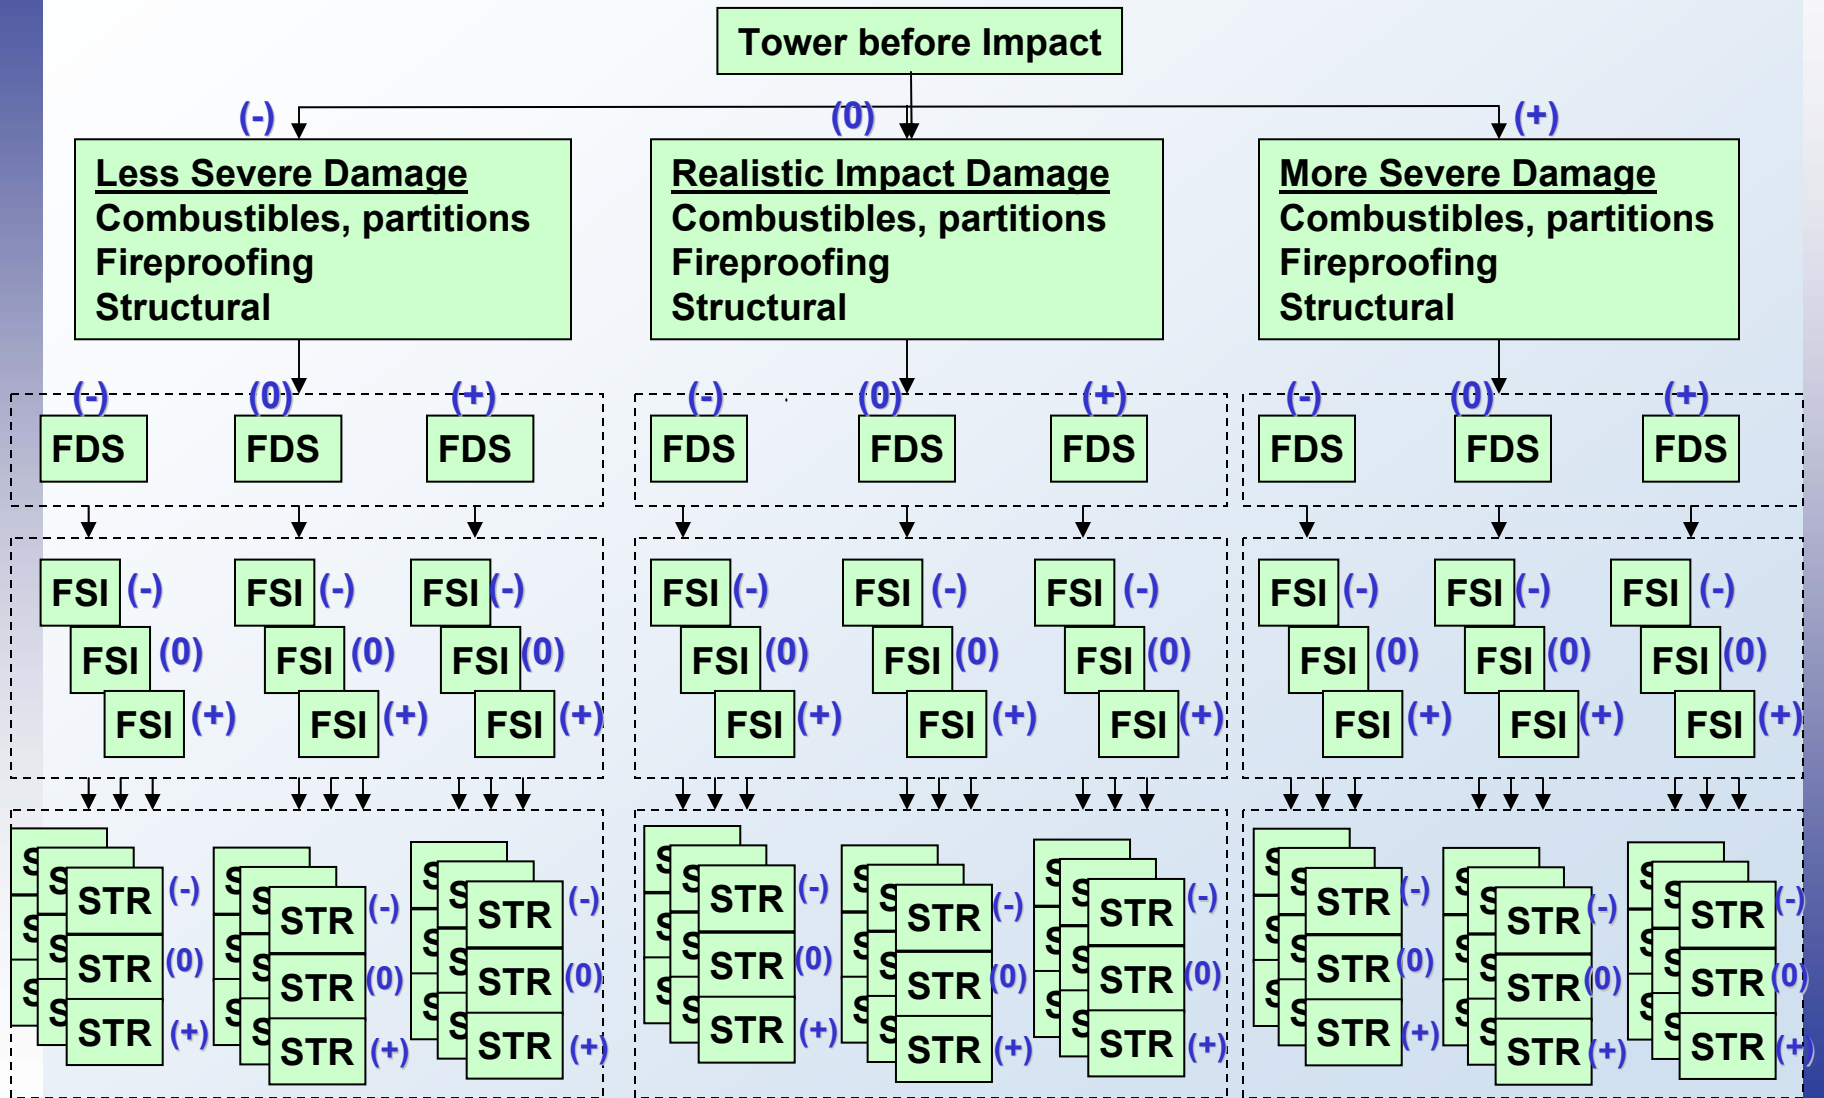 Tower before Impact
(-) (0) (+)
Less Severe Damage
Combustibles, partitions
Fireproofing
Structural
Realistic Impact Damage
Combustibles, partitions
Fireproofing
Structural
More Severe Damage
Combustibles, partitions
Fireproofing
Structural
(-) (0) (+) (-) (0) (+) (-) (0) (+)
FDS FDS FDS FDS FDS FDS FDS FDS FDS
FSI (-) FSI (-) FSI (-) FSI (-) FSI (-) FSI (-) FSI (-) FSI (-) FSI (-)
FSI (0) FSI (0) FSI (0) FSI (0) FSI (0) FSI (0) FSI (0) FSI (0) FSI (0)
FSI (+) FSI (+) FSI (+) FSI (+) FSI (+) FSI (+) FSI (+) FSI (+) FSI (+)
S S STR (-) S S STR (-) S S STR (-) S S STR (-) S S STR (-) S S STR (-) S S STR (-) S S STR (-) S S STR (-)
S S STR (0) S S STR (0) S S STR (0) S S STR (0) S S STR (0) S S STR (0) S S STR (0) S S STR (0) S S STR (0)
S S STR (+) S S STR (+) S S STR (+) S S STR (+) S S STR (+) S S STR (+) S S STR (+) S S STR (+) S S STR (+)